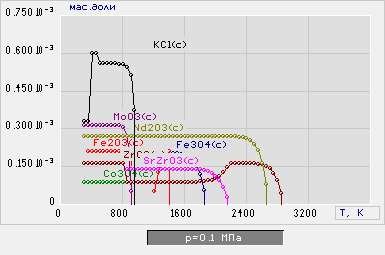 мас.доли
0.750 10⁻³
KCl(c)
0.600 10⁻³
0.450 10⁻³
MoO3(c)
0.300 10⁻³
Nd2O3(c)
Fe2O3(c) Fe3O4(c)
SrZrO3(c)
0.150 10⁻³
Co3O4(c)
0 800 1600 2400 3200 T, K
p=0.1 МПа